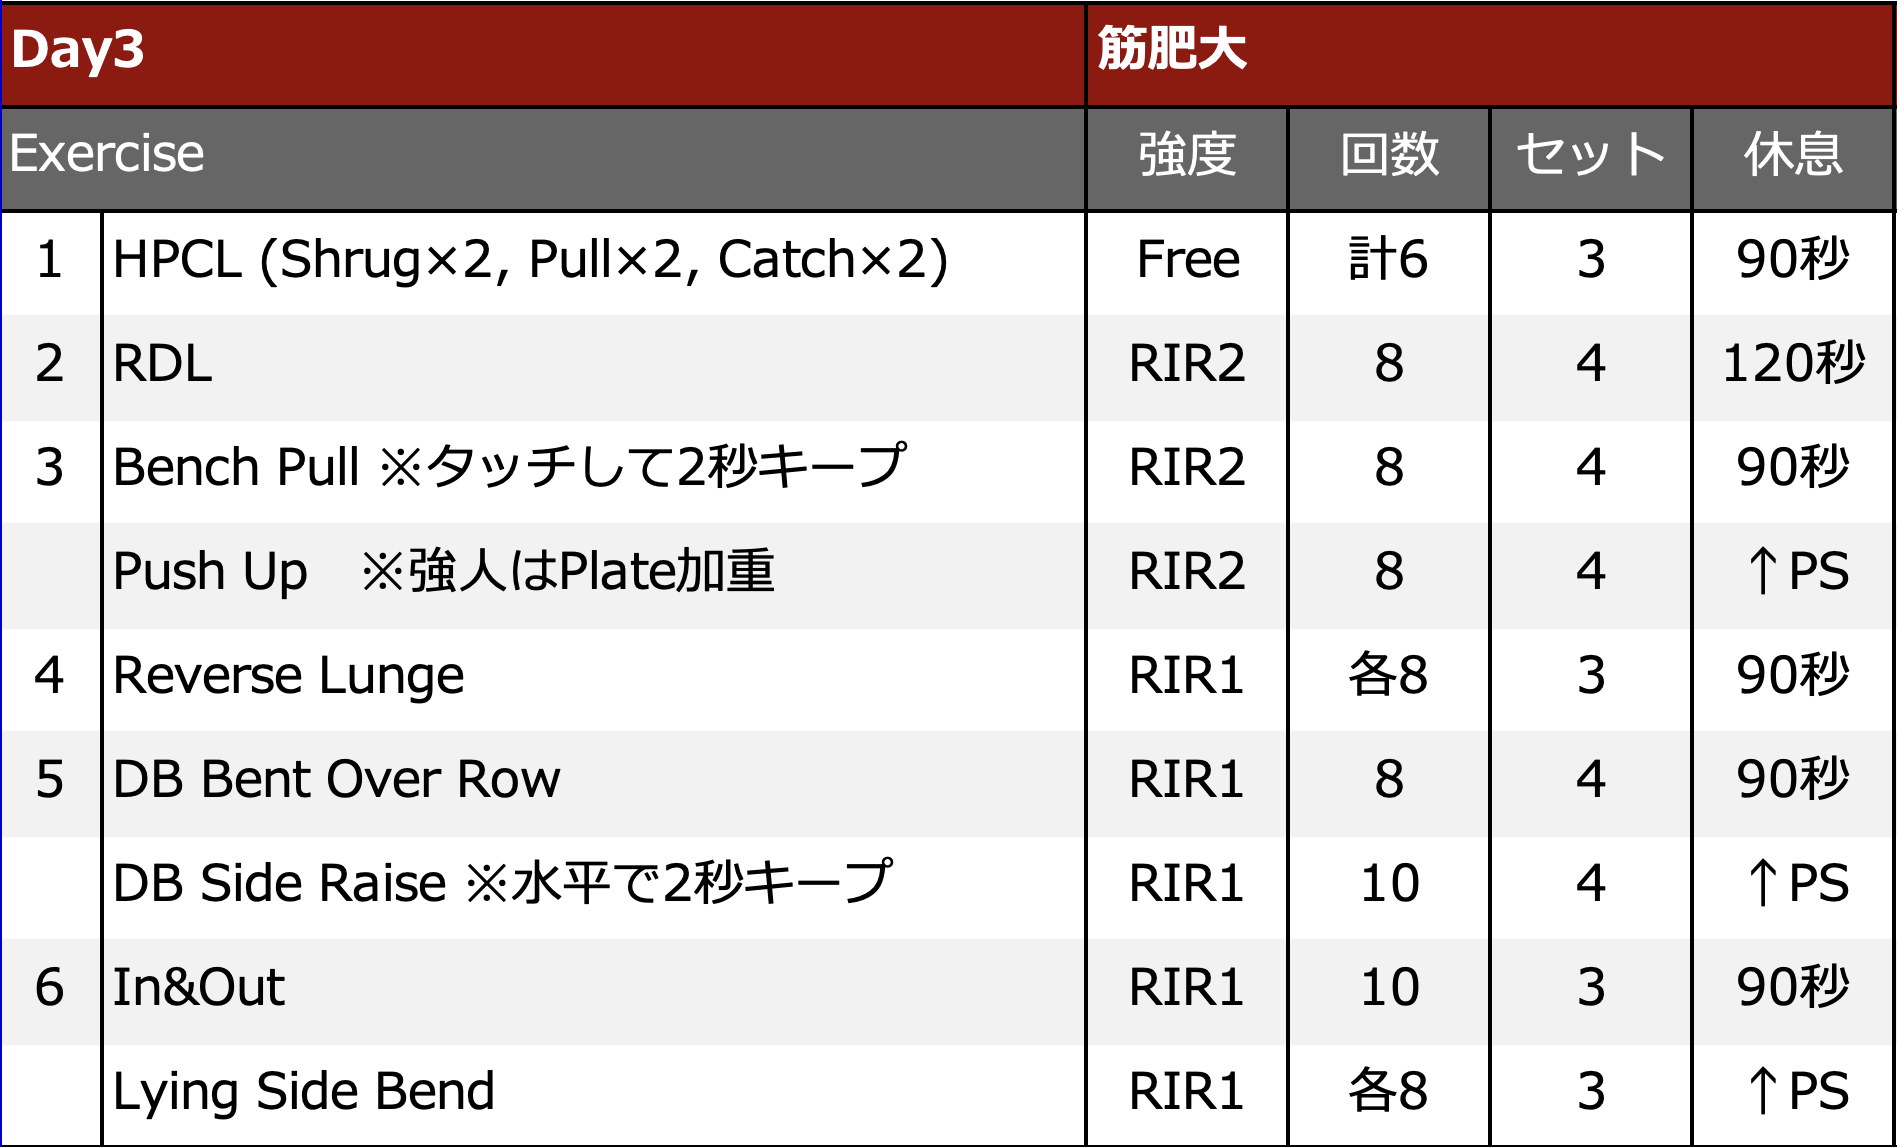 Day3 筋肥大
Exercise 強度 回数 セット 休息
1 HPCL (Shrug×2, Pull×2, Catch×2) Free 計6 3 90秒
2 RDL RIR2 8 4 120秒
3 Bench Pull ※タッチして2秒キープ RIR2 8 4 90秒
Push Up　※強人はPlate加重 RIR2 8 4 ↑PS
4 Reverse Lunge RIR1 各8 3 90秒
5 DB Bent Over Row RIR1 8 4 90秒
DB Side Raise ※水平で2秒キープ RIR1 10 4 ↑PS
6 In&Out RIR1 10 3 90秒
Lying Side Bend RIR1 各8 3 ↑PS